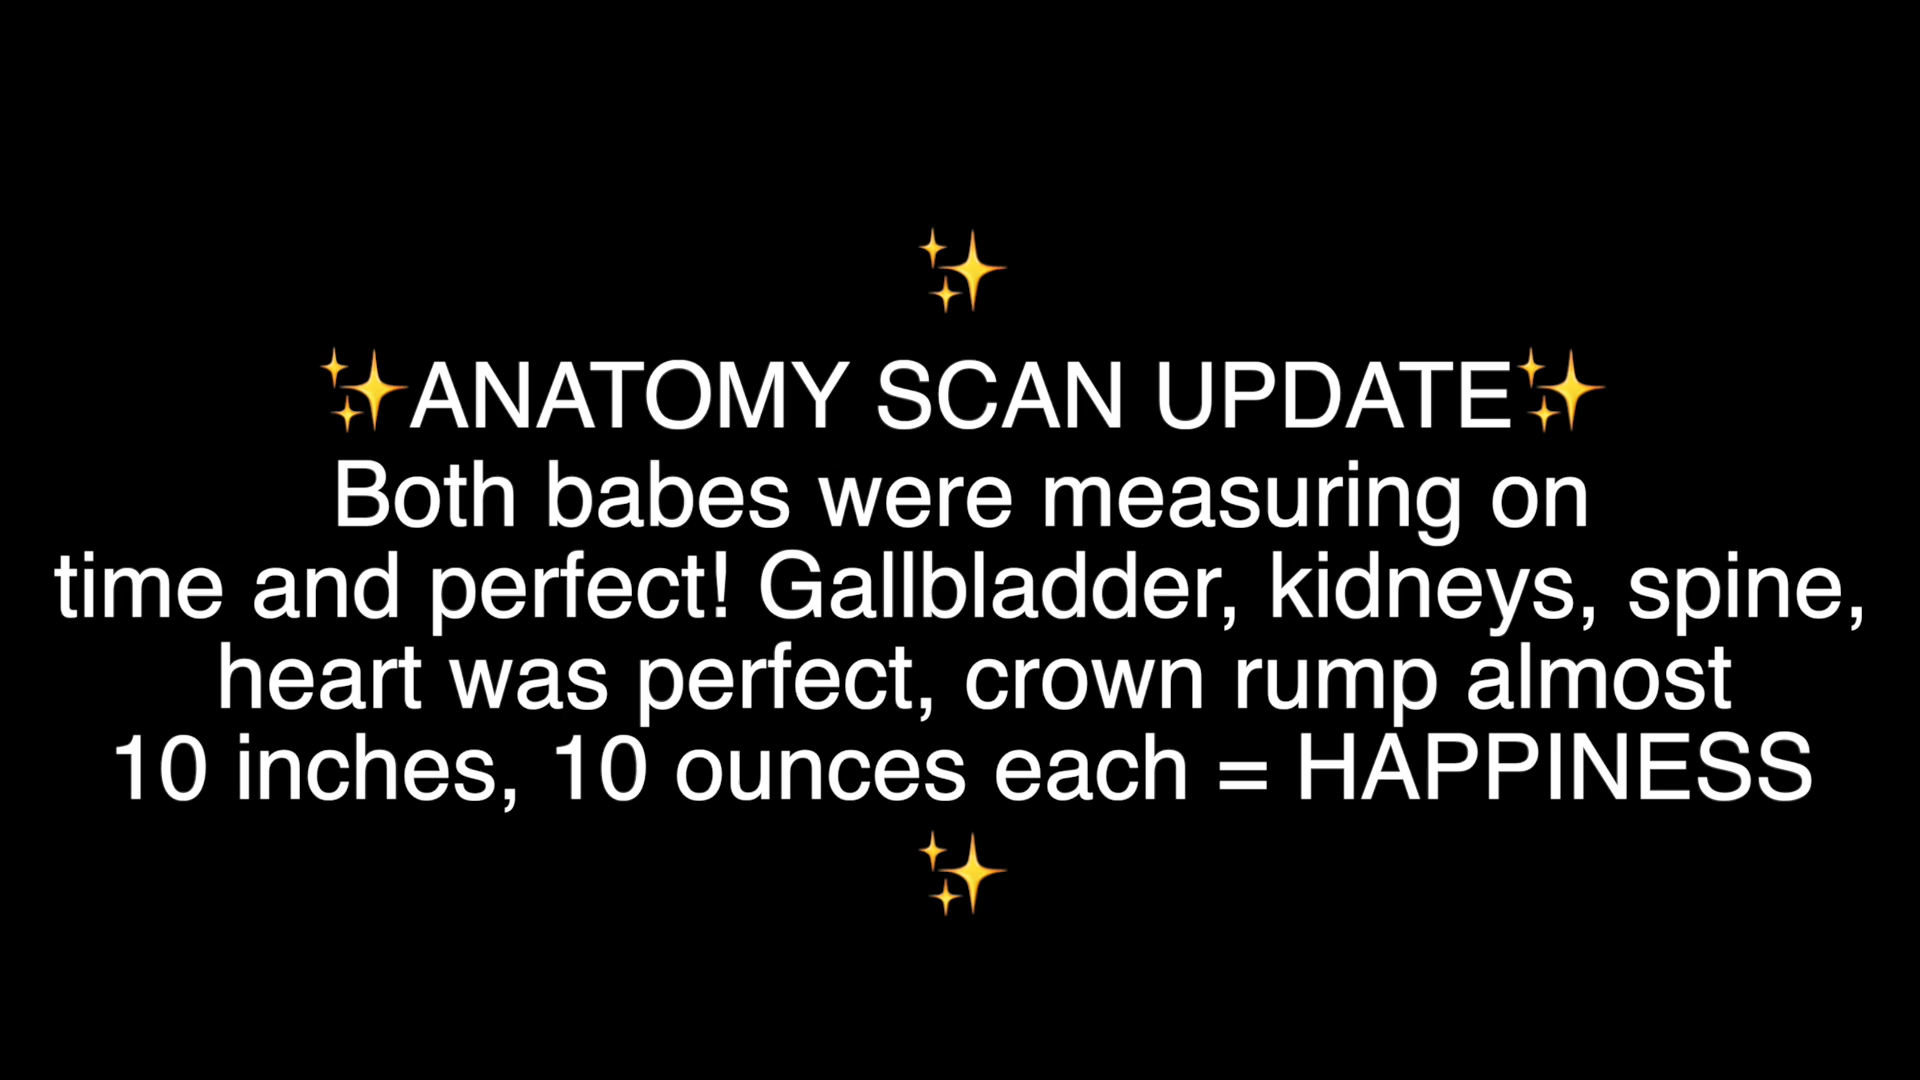 ✨
✨ANATOMY SCAN UPDATE✨
Both babes were measuring on
time and perfect! Gallbladder, kidneys, spine,
heart was perfect, crown rump almost
10 inches, 10 ounces each = HAPPINESS
✨